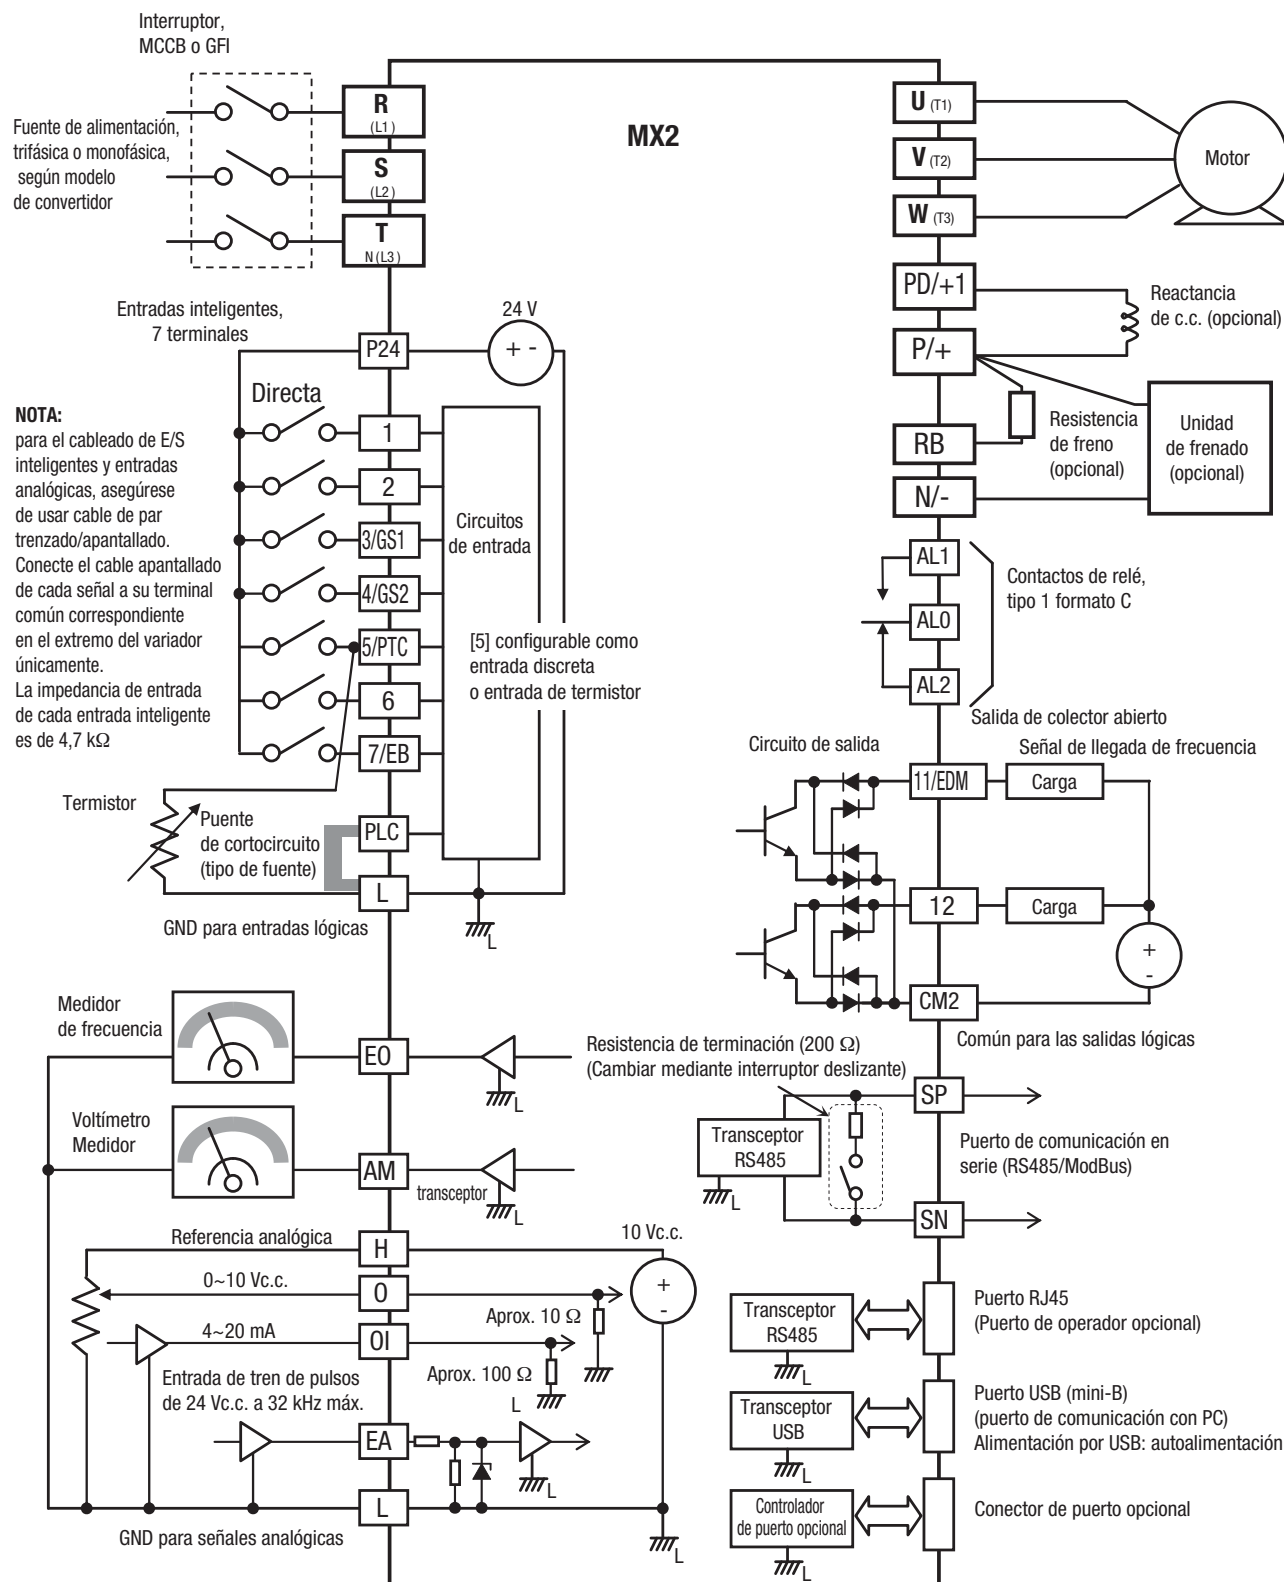 Interruptor,
MCCB o GFI
Fuente de alimentación,
trifásica o monofásica,
según modelo
de convertidor
R
(L1)
S
(L2)
T
N (L3)
MX2
U (T1)
V (T2)
W (T3)
Motor
PD/+1
P/+
RB
N/-
Reactancia
de c.c. (opcional)
Resistencia
de freno
(opcional)
Unidad
de frenado
(opcional)
Entradas inteligentes,
7 terminales
24 V
P24
+ -
Directa
NOTA:
para el cableado de E/S
inteligentes y entradas
analógicas, asegúrese
de usar cable de par
trenzado/apantallado.
Conecte el cable apantallado
de cada señal a su terminal
común correspondiente
en el extremo del variador
únicamente.
La impedancia de entrada
de cada entrada inteligente
es de 4,7 kΩ
1
2
3/GS1
4/GS2
5/PTC
6
7/EB
PLC
L
Circuitos
de entrada
[5] configurable como
entrada discreta
o entrada de termistor
Termistor
Puente
de cortocircuito
(tipo de fuente)
GND para entradas lógicas
L
AL1
AL0
AL2
Contactos de relé,
tipo 1 formato C
Salida de colector abierto
Circuito de salida
Señal de llegada de frecuencia
11/EDM
Carga
12
Carga
+
-
CM2
Común para las salidas lógicas
Medidor
de frecuencia
EO
L
Voltímetro
Medidor
AM
transceptor
L
Resistencia de terminación (200 Ω)
(Cambiar mediante interruptor deslizante)
Transceptor
RS485
L
SP
SN
Puerto de comunicación en
serie (RS485/ModBus)
Referencia analógica
H
10 Vc.c.
+
-
0~10 Vc.c.
O
Aprox. 10 Ω
4~20 mA
OI
Aprox. 100 Ω
L
Entrada de tren de pulsos
de 24 Vc.c. a 32 kHz máx.
EA
L
L
GND para señales analógicas
L
Transceptor
RS485
L
Puerto RJ45
(Puerto de operador opcional)
Transceptor
USB
L
Puerto USB (mini-B)
(puerto de comunicación con PC)
Alimentación por USB: autoalimentación
Controlador
de puerto opcional
L
Conector de puerto opcional